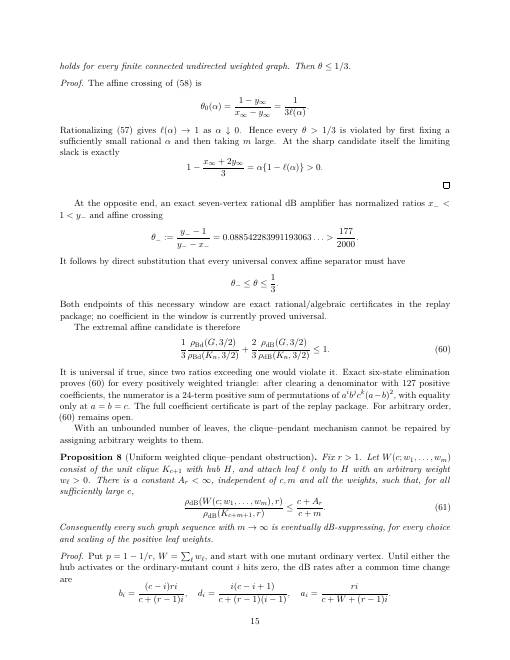 holds for every finite connected undirected weighted graph. Then θ ≤ 1/3.
Proof. The affine crossing of (58) is
θ₀(α) = (1 − y∞)/(x∞ − y∞) = 1/(3ℓ(α)).
Rationalizing (57) gives ℓ(α) → 1 as α ↓ 0. Hence every θ > 1/3 is violated by first fixing a
sufficiently small rational α and then taking m large. At the sharp candidate itself the limiting
slack is exactly
1 − (x∞ + 2y∞)/3 = α{1 − ℓ(α)} > 0.
□
At the opposite end, an exact seven-vertex rational dB amplifier has normalized ratios x₋ <
1 < y₋ and affine crossing
θ₋ := (y₋ − 1)/(y₋ − x₋) = 0.088542283991193063 . . . > 177/2000.
It follows by direct substitution that every universal convex affine separator must have
θ₋ ≤ θ ≤ 1/3.
Both endpoints of this necessary window are exact rational/algebraic certificates in the replay
package; no coefficient in the window is currently proved universal.
The extremal affine candidate is therefore
1/3 ρBd(G, 3/2)/ρBd(Kn, 3/2) + 2/3 ρdB(G, 3/2)/ρdB(Kn, 3/2) ≤ 1. (60)
It is universal if true, since two ratios exceeding one would violate it. Exact six-state elimination
proves (60) for every positively weighted triangle: after clearing a denominator with 127 positive
coefficients, the numerator is a 24-term positive sum of permutations of aⁱbʲcᵏ(a−b)², with equality
only at a = b = c. The full coefficient certificate is part of the replay package. For arbitrary order,
(60) remains open.
With an unbounded number of leaves, the clique–pendant mechanism cannot be repaired by
assigning arbitrary weights to them.
Proposition 8 (Uniform weighted clique–pendant obstruction). Fix r > 1. Let W(c; w₁, . . . , wₘ)
consist of the unit clique K_{c+1} with hub H, and attach leaf ℓ only to H with an arbitrary weight
w_ℓ > 0. There is a constant A_r < ∞, independent of c, m and all the weights, such that, for all
sufficiently large c,
ρdB(W(c; w₁, . . . , wₘ), r)/ρdB(K_{c+m+1}, r) ≤ (c + A_r)/(c + m). (61)
Consequently every such graph sequence with m → ∞ is eventually dB-suppressing, for every choice
and scaling of the positive leaf weights.
Proof. Put p = 1 − 1/r, W = ∑ᵢ wᵢ, and start with one mutant ordinary vertex. Until either the
hub activates or the ordinary-mutant count i hits zero, the dB rates after a common time change
are
bᵢ = (c − i)ri/(c + (r − 1)i), dᵢ = i(c − i + 1)/(c + (r − 1)(i − 1)), aᵢ = ri/(c + W + (r − 1)i).
15